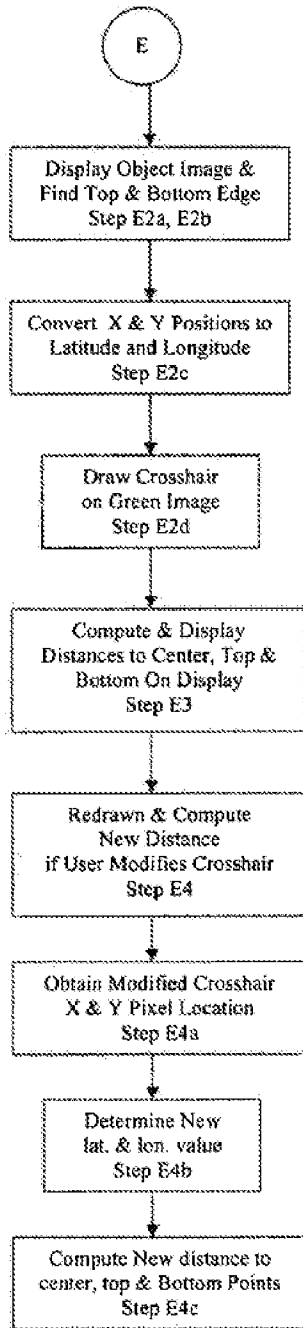 E
Display Object Image &
Find Top & Bottom Edge
Step E2a, E2b
Convert X & Y Positions to
Latitude and Longitude
Step E2c
Draw Crosshair
on Green Image
Step E2d
Compute & Display
Distances to Center, Top &
Bottom On Display
Step E3
Redrawn & Compute
New Distance
if User Modifies Crosshair
Step E4
Obtain Modified Crosshair
X & Y Pixel Location
Step E4a
Determine New
lat. & lon. value
Step E4b
Compute New distance to
center, top & Bottom Points
Step E4c